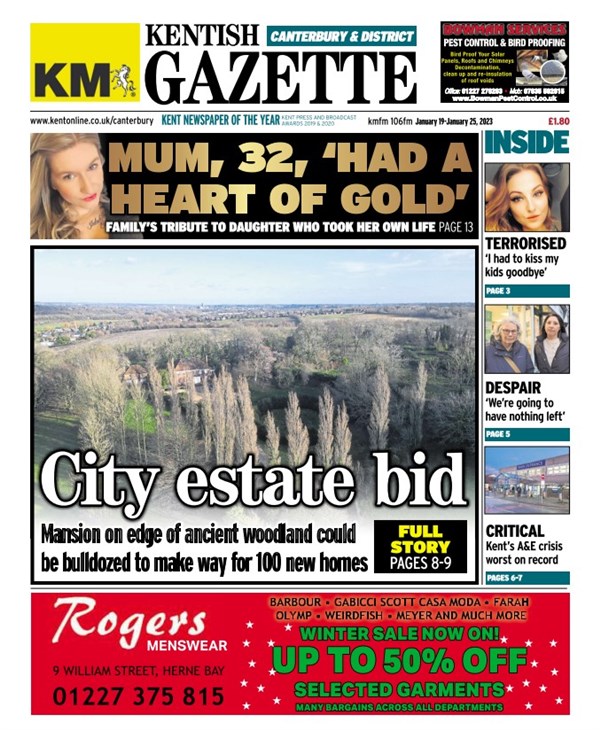 KM
KENTISH
CANTERBURY & DISTRICT
GAZETTE
BOWMAN SERVICES
PEST CONTROL & BIRD PROOFING
Bird Proof Your Solar
Panels, Roofs and Chimneys
Decontamination,
clean up and re-insulation
of roof voids
www.BowmanPestControl.co.uk
www.kentonline.co.uk/canterbury
KENT NEWSPAPER OF THE YEAR
KENT PRESS AND BROADCAST
AWARDS 2019 & 2020
kmfm 106fm January 19-January 25, 2023
£1.80
MUM, 32, ‘HAD A
HEART OF GOLD’
FAMILY’S TRIBUTE TO DAUGHTER WHO TOOK HER OWN LIFE PAGE 13
INSIDE
TERRORISED
‘I had to kiss my
kids goodbye’
PAGE 3
DESPAIR
‘We’re going to
have nothing left’
PAGE 5
CRITICAL
Kent’s A&E crisis
worst on record
PAGES 6-7
City estate bid
Mansion on edge of ancient woodland could
be bulldozed to make way for 100 new homes
FULL
STORY
PAGES 8-9
Rogers
MENSWEAR
9 WILLIAM STREET, HERNE BAY
01227 375 815
BARBOUR • GABICCI SCOTT CASA MODA • FARAH
OLYMP • WEIRDFISH • MEYER AND MUCH MORE
WINTER SALE NOW ON!
UP TO 50% OFF
SELECTED GARMENTS
MANY BARGAINS ACROSS ALL DEPARTMENTS